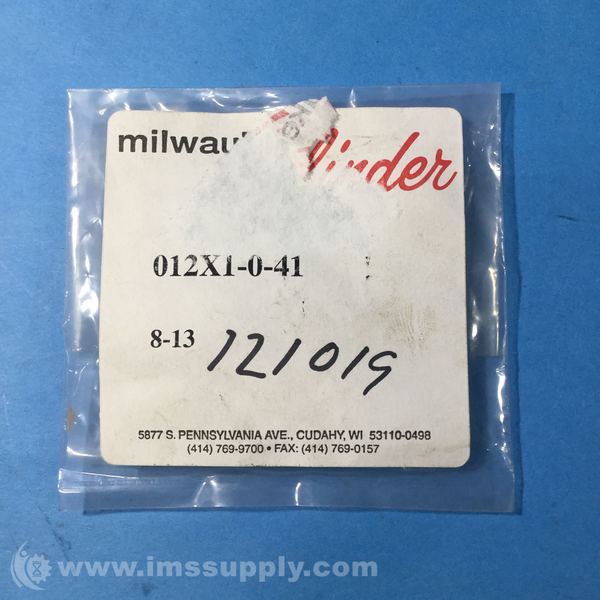 milwau linder
012X1-0-41
8-13 121019
5877 S. PENNSYLVANIA AVE., CUDAHY, WI 53110-0498
(414) 769-9700 • FAX: (414) 769-0157
www.imssupply.com